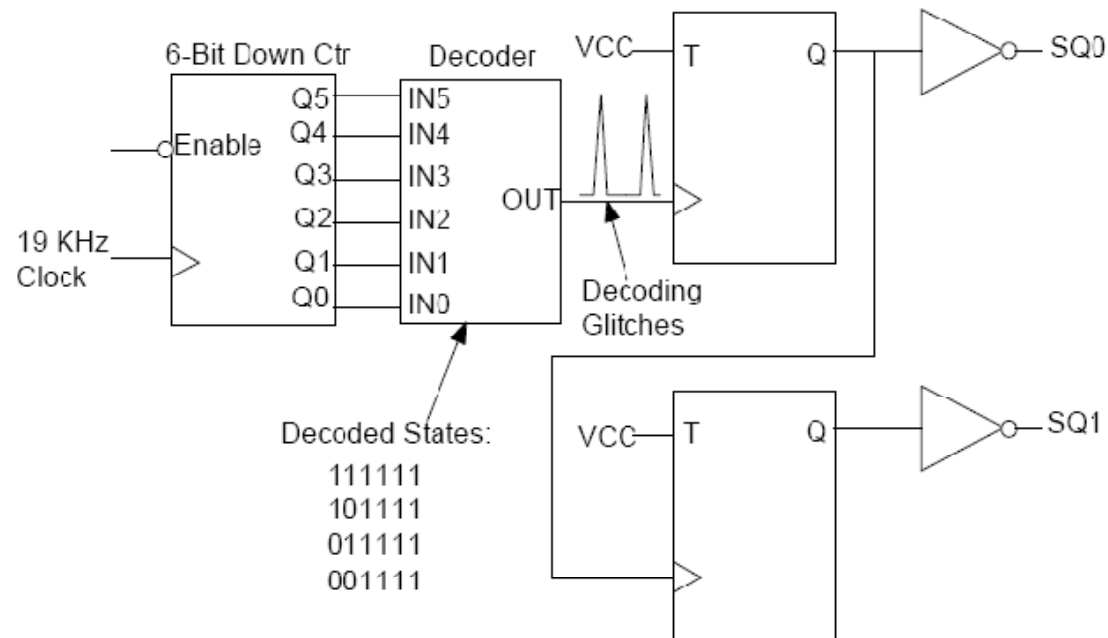 6-Bit Down Ctr
Enable
Q5
Q4
Q3
Q2
Q1
Q0
19 KHz
Clock
Decoder
IN5
IN4
IN3
IN2
IN1
IN0
OUT
Decoding
Glitches
Decoded States:
111111
101111
011111
001111
VCC
T
Q
SQ0
VCC
T
Q
SQ1